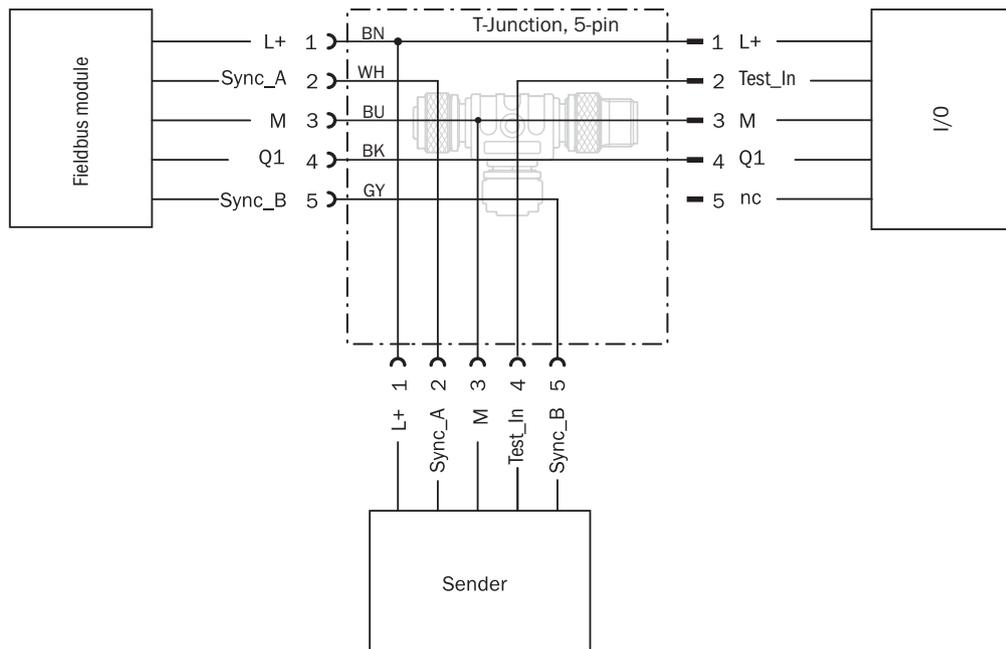 T-Junction, 5-pin
Fieldbus module
L+ 1 BN 1 L+
Sync_A 2 WH 2 Test_In
M 3 BU 3 M
Q1 4 BK 4 Q1
Sync_B 5 GY 5 nc
I/0
1 2 3 4 5
L+ Sync_A M Test_In Sync_B
Sender